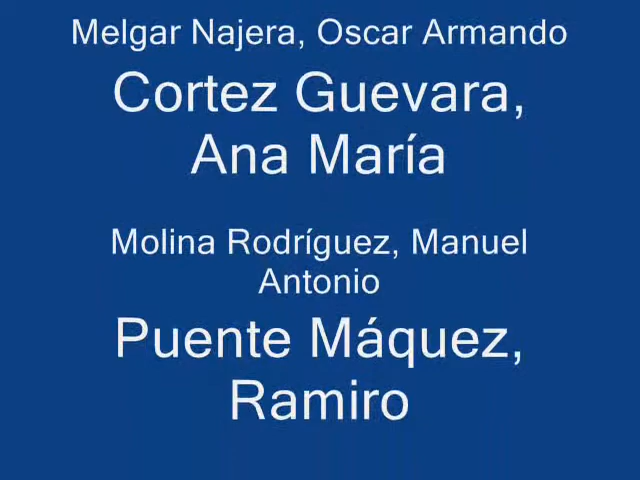 Melgar Najera, Oscar Armando
Cortez Guevara,
Ana María
Molina Rodríguez, Manuel
Antonio
Puente Máquez,
Ramiro